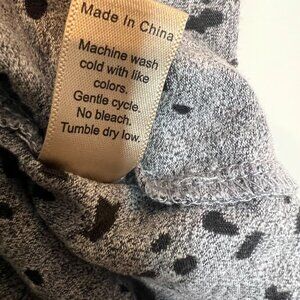 Made In China
Machine wash
cold with like
colors.
Gentle cycle.
No bleach.
Tumble dry low.